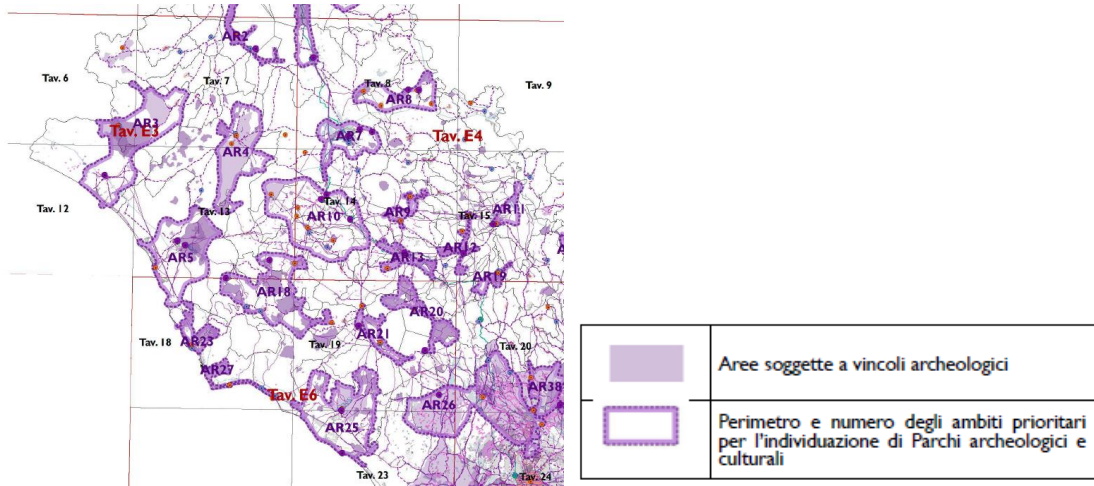 AR2
Tav. 6
Tav. 7
Tav. 8
Tav. 9
AR8
AR3
Tav. E3
AR7
Tav. E4
AR4
Tav. 12
Tav. 13
Tav. 14
AR10
AR9
Tav. 15
AR11
AR5
AR12
AR13
AR19
AR18
AR20
AR21
Tav. 18
AR23
Tav. 19
Tav. 20
AR27
Tav. E6
AR26
AR38
AR25
Tav. 23
Tav. 24
Aree soggette a vincoli archeologici
Perimetro e numero degli ambiti prioritari
per l'individuazione di Parchi archeologici e
culturali